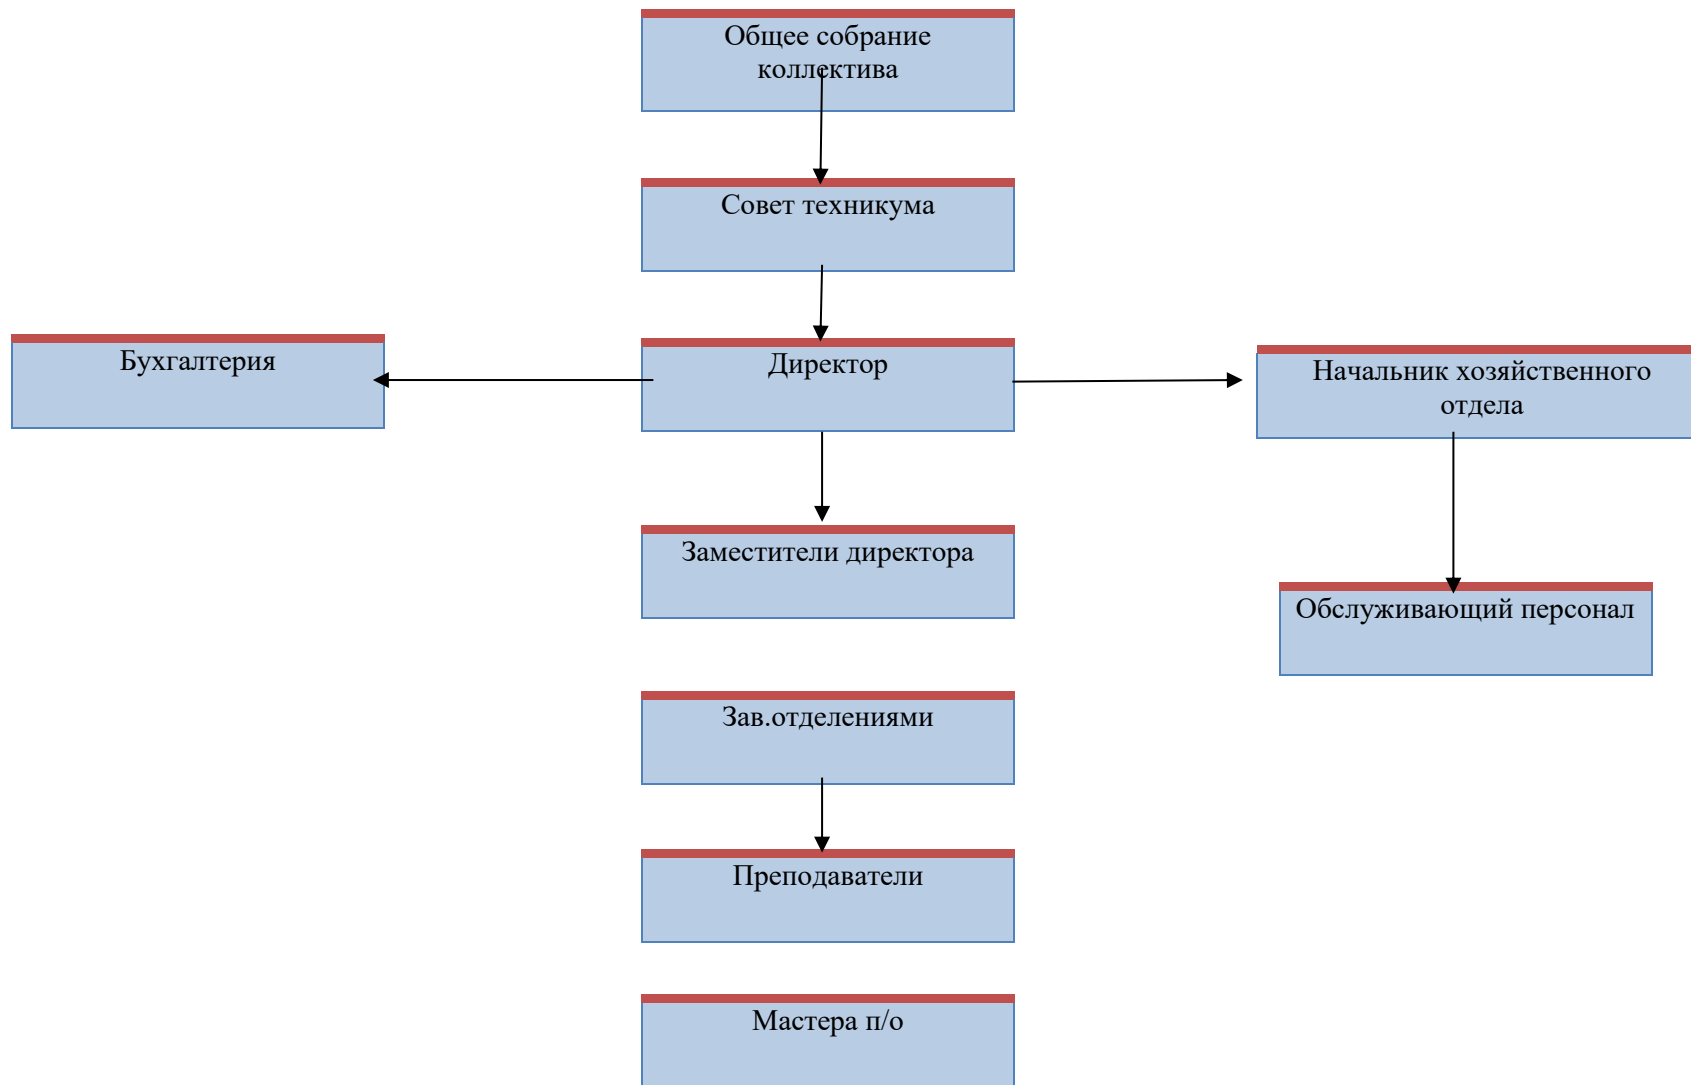 Общее собрание
коллектива
Совет техникума
Бухгалтерия
Директор
Начальник хозяйственного
отдела
Заместители директора
Обслуживающий персонал
Зав.отделениями
Преподаватели
Мастера п/о